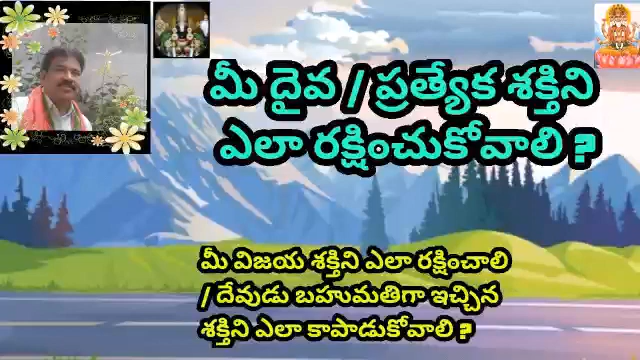 మీ దైవ / ప్రత్యేక శక్తిని
ఎలా రక్షించుకోవాలి ?
మీ విజయ శక్తిని ఎలా రక్షించాలి
/ దేవుడు బహుమతిగా ఇచ్చిన
శక్తిని ఎలా కాపాడుకోవాలి ?